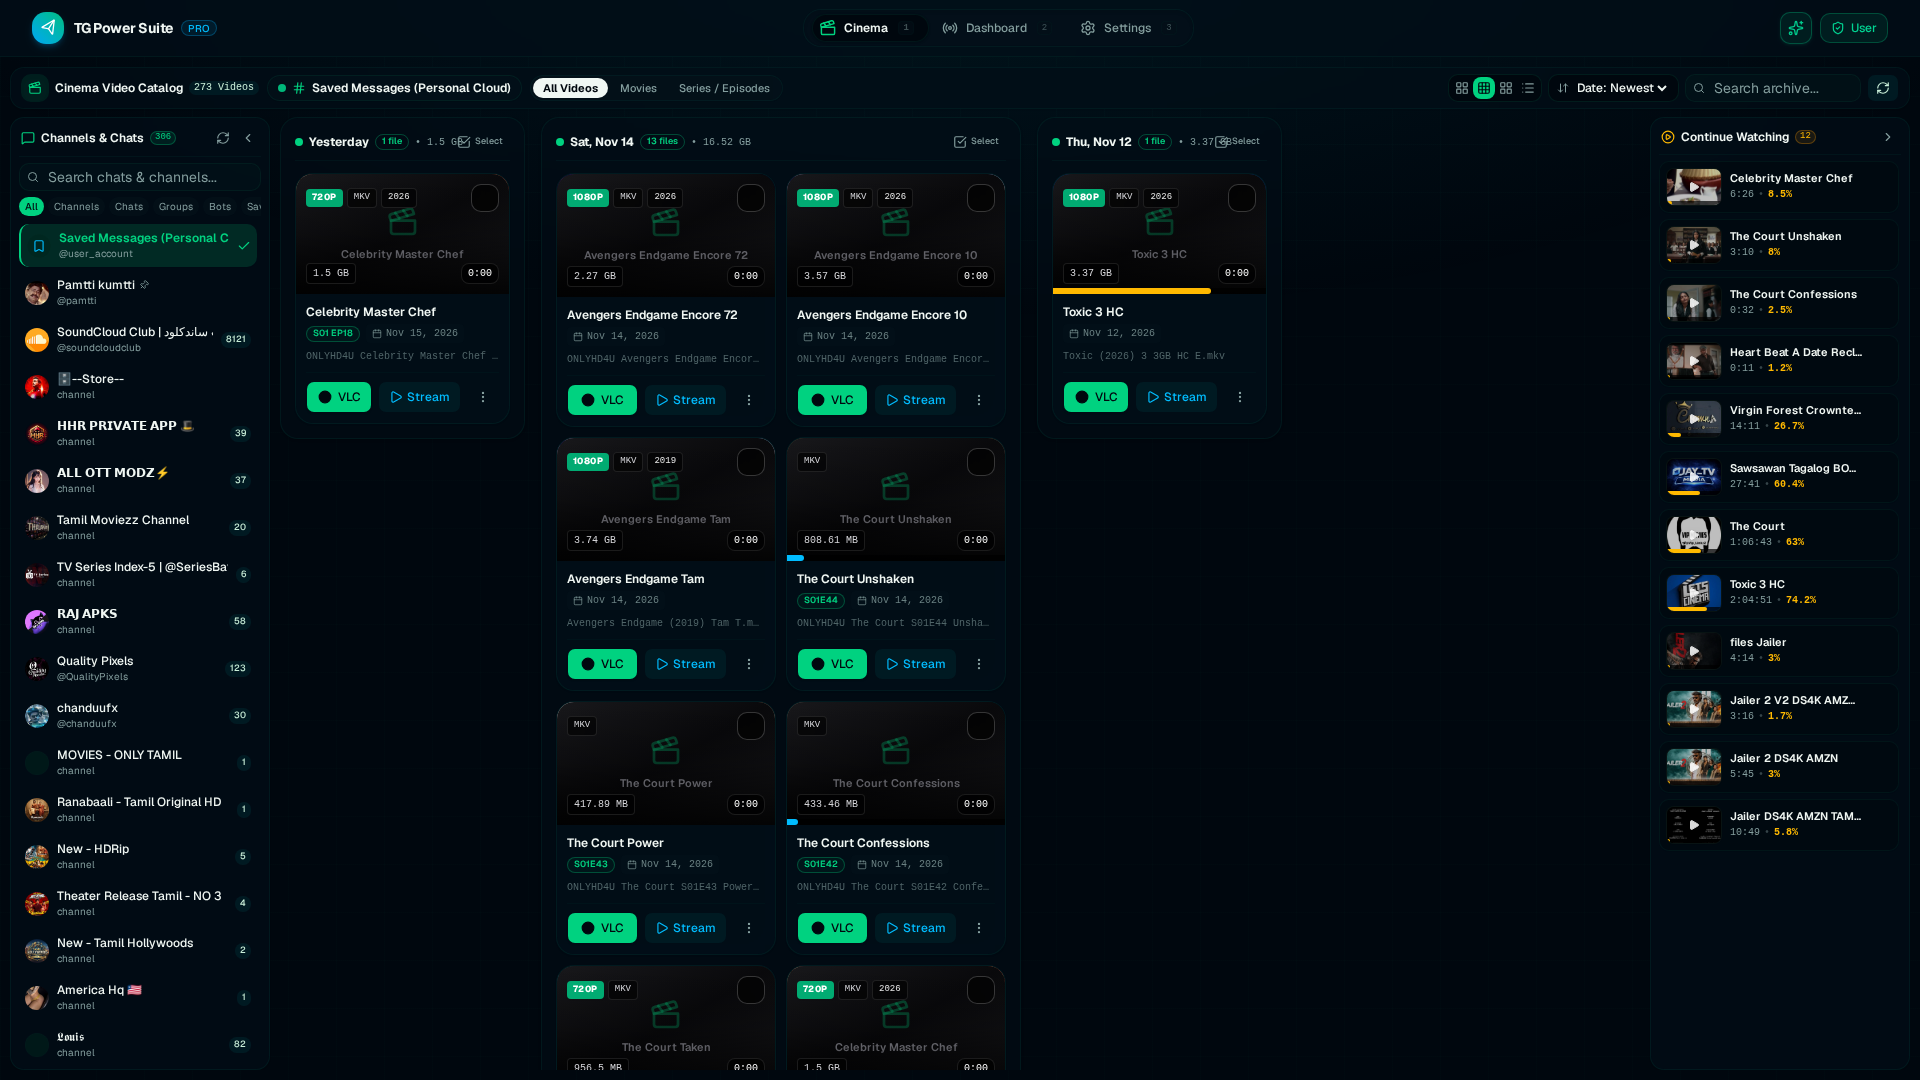 TG Power Suite PRO
Cinema 1
Dashboard 2
Settings 3
User
Cinema Video Catalog 273 Videos
# Saved Messages (Personal Cloud)
All Videos
Movies
Series / Episodes
Date: Newest
Search archive...
Channels & Chats 306
Search chats & channels...
All Channels Chats Groups Bots Sav
Saved Messages (Personal C
@user_account
Pamtti kumtti
@pamtti
SoundCloud Club | ساندکلود
8121
@soundcloudclub
🗄--Store--
channel
HHR PRIVATE APP 🎩
39
channel
ALL OTT MODZ⚡
37
channel
Tamil Moviezz Channel
20
channel
TV Series Index-5 | @SeriesBa
6
channel
RAJ APKS
58
channel
Quality Pixels
123
@QualityPixels
chanduufx
30
@chanduufx
MOVIES - ONLY TAMIL
1
channel
Ranabaali - Tamil Original HD
1
channel
New - HDRip
5
channel
Theater Release Tamil - NO 3
4
channel
New - Tamil Hollywoods
2
channel
America Hq 🇺🇸
1
channel
𝕷𝖔𝖚𝖎𝖘
82
channel
Yesterday 1 file • 1.5 GB Select
720P MKV 2026
Celebrity Master Chef
1.5 GB 0:00
Celebrity Master Chef
S01 EP18 Nov 15, 2026
ONLYHD4U Celebrity Master Chef …
VLC Stream
Sat, Nov 14 13 files • 16.52 GB Select
1080P MKV 2026
Avengers Endgame Encore 72
2.27 GB 0:00
Avengers Endgame Encore 72
Nov 14, 2026
ONLYHD4U Avengers Endgame Encor…
VLC Stream
1080P MKV 2026
Avengers Endgame Encore 10
3.57 GB 0:00
Avengers Endgame Encore 10
Nov 14, 2026
ONLYHD4U Avengers Endgame Encor…
VLC Stream
1080P MKV 2019
Avengers Endgame Tam
3.74 GB 0:00
Avengers Endgame Tam
Nov 14, 2026
Avengers Endgame (2019) Tam T.m…
VLC Stream
MKV
The Court Unshaken
808.61 MB 0:00
The Court Unshaken
S01E44 Nov 14, 2026
ONLYHD4U The Court S01E44 Unsha…
VLC Stream
MKV
The Court Power
417.89 MB 0:00
The Court Power
S01E43 Nov 14, 2026
ONLYHD4U The Court S01E43 Power…
VLC Stream
MKV
The Court Confessions
433.46 MB 0:00
The Court Confessions
S01E42 Nov 14, 2026
ONLYHD4U The Court S01E42 Confe…
VLC Stream
720P MKV
The Court Taken
956.5 MB 0:00
720P MKV 2026
Celebrity Master Chef
1.5 GB 0:00
Thu, Nov 12 1 file • 3.37 GB Select
1080P MKV 2026
Toxic 3 HC
3.37 GB 0:00
Toxic 3 HC
Nov 12, 2026
Toxic (2026) 3 3GB HC E.mkv
VLC Stream
Continue Watching 12
Celebrity Master Chef
6:26 • 8.5%
The Court Unshaken
3:10 • 8%
The Court Confessions
0:32 • 2.5%
Heart Beat A Date Recl…
0:11 • 1.2%
Virgin Forest Crownte…
14:11 • 26.7%
Sawsawan Tagalog BO…
27:41 • 60.4%
The Court
1:06:43 • 63%
Toxic 3 HC
2:04:51 • 74.2%
files Jailer
4:14 • 3%
Jailer 2 V2 DS4K AMZ…
3:16 • 1.7%
Jailer 2 DS4K AMZN
5:45 • 3%
Jailer DS4K AMZN TAM…
10:49 • 5.8%